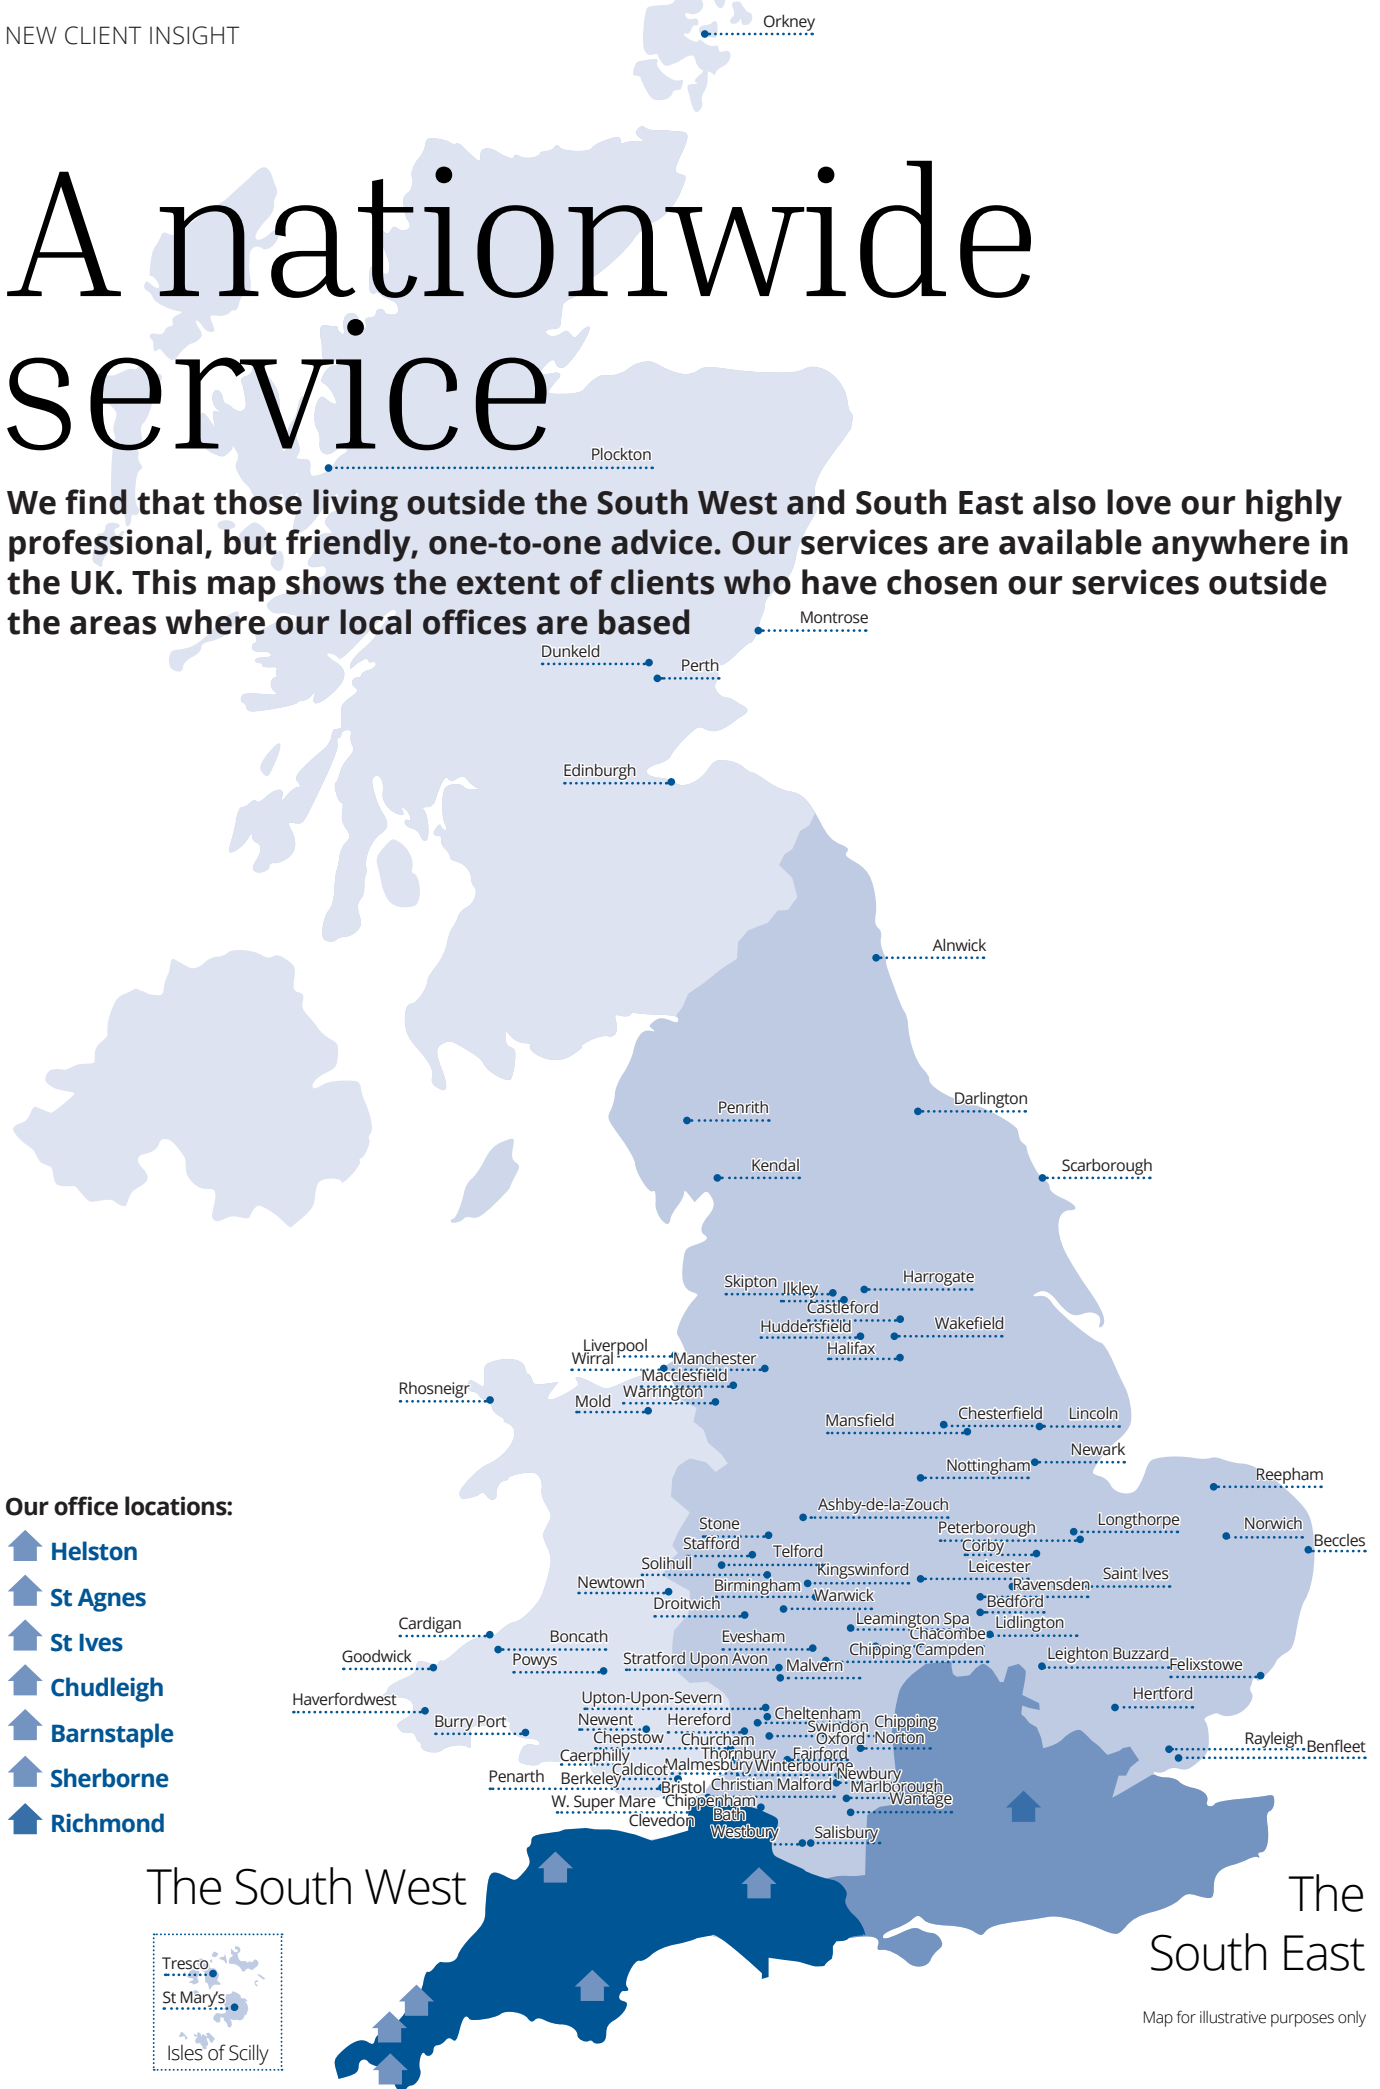 NEW CLIENT INSIGHT
Orkney
A nationwide
service
Plockton
We find that those living outside the South West and South East also love our highly
professional, but friendly, one-to-one advice. Our services are available anywhere in
the UK. This map shows the extent of clients who have chosen our services outside
the areas where our local offices are based
Montrose
Dunkeld
Perth
Edinburgh
Alnwick
Darlington
Penrith
Kendal
Scarborough
Skipton
Ilkley
Harrogate
Castleford
Huddersfield
Wakefield
Halifax
Liverpool
Wirral
Manchester
Macclesfield
Warrington
Rhosneigr
Mold
Mansfield
Chesterfield
Lincoln
Newark
Nottingham
Reepham
Ashby-de-la-Zouch
Stone
Stafford
Telford
Solihull
Kingswinford
Newtown
Birmingham
Warwick
Droitwich
Peterborough
Longthorpe
Corby
Norwich
Beccles
Leicester
Saint Ives
Ravensden
Bedford
Leamington Spa
Lidlington
Chacombe
Chipping Campden
Cardigan
Boncath
Evesham
Goodwick
Powys
Stratford Upon Avon
Malvern
Leighton Buzzard
Felixstowe
Hertford
Haverfordwest
Burry Port
Upton-Upon-Severn
Newent
Hereford
Cheltenham
Swindon
Chipping
Norton
Oxford
Chepstow
Churcham
Caerphilly
Thornbury
Fairford
Caldicot
Malmesbury
Winterbourne
Newbury
Penarth
Berkeley
Bristol
Christian Malford
Marlborough
W. Super Mare
Chippenham
Wantage
Clevedon
Bath
Westbury
Salisbury
Rayleigh
Benfleet
Our office locations:
Helston
St Agnes
St Ives
Chudleigh
Barnstaple
Sherborne
Richmond
The South West
The
South East
Tresco
St Mary's
Isles of Scilly
Map for illustrative purposes only